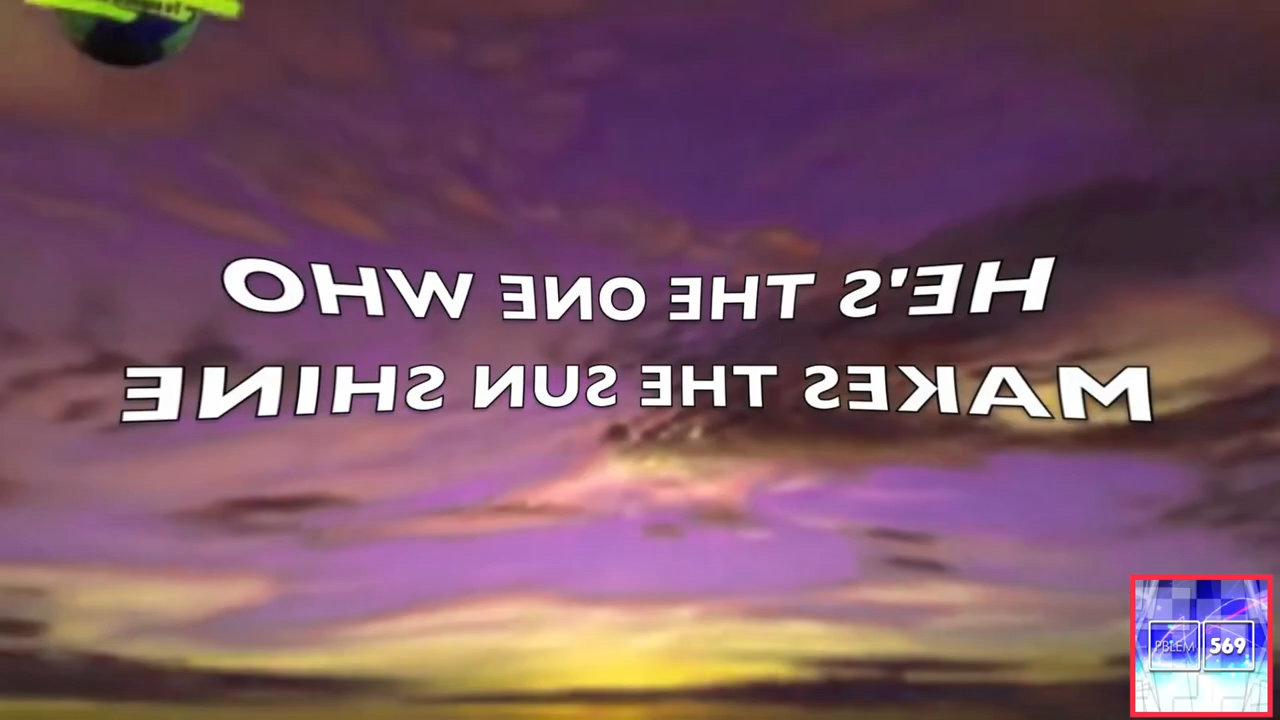 HE'S THE ONE WHO
MAKES THE SUN SHINE
PBLEM 569